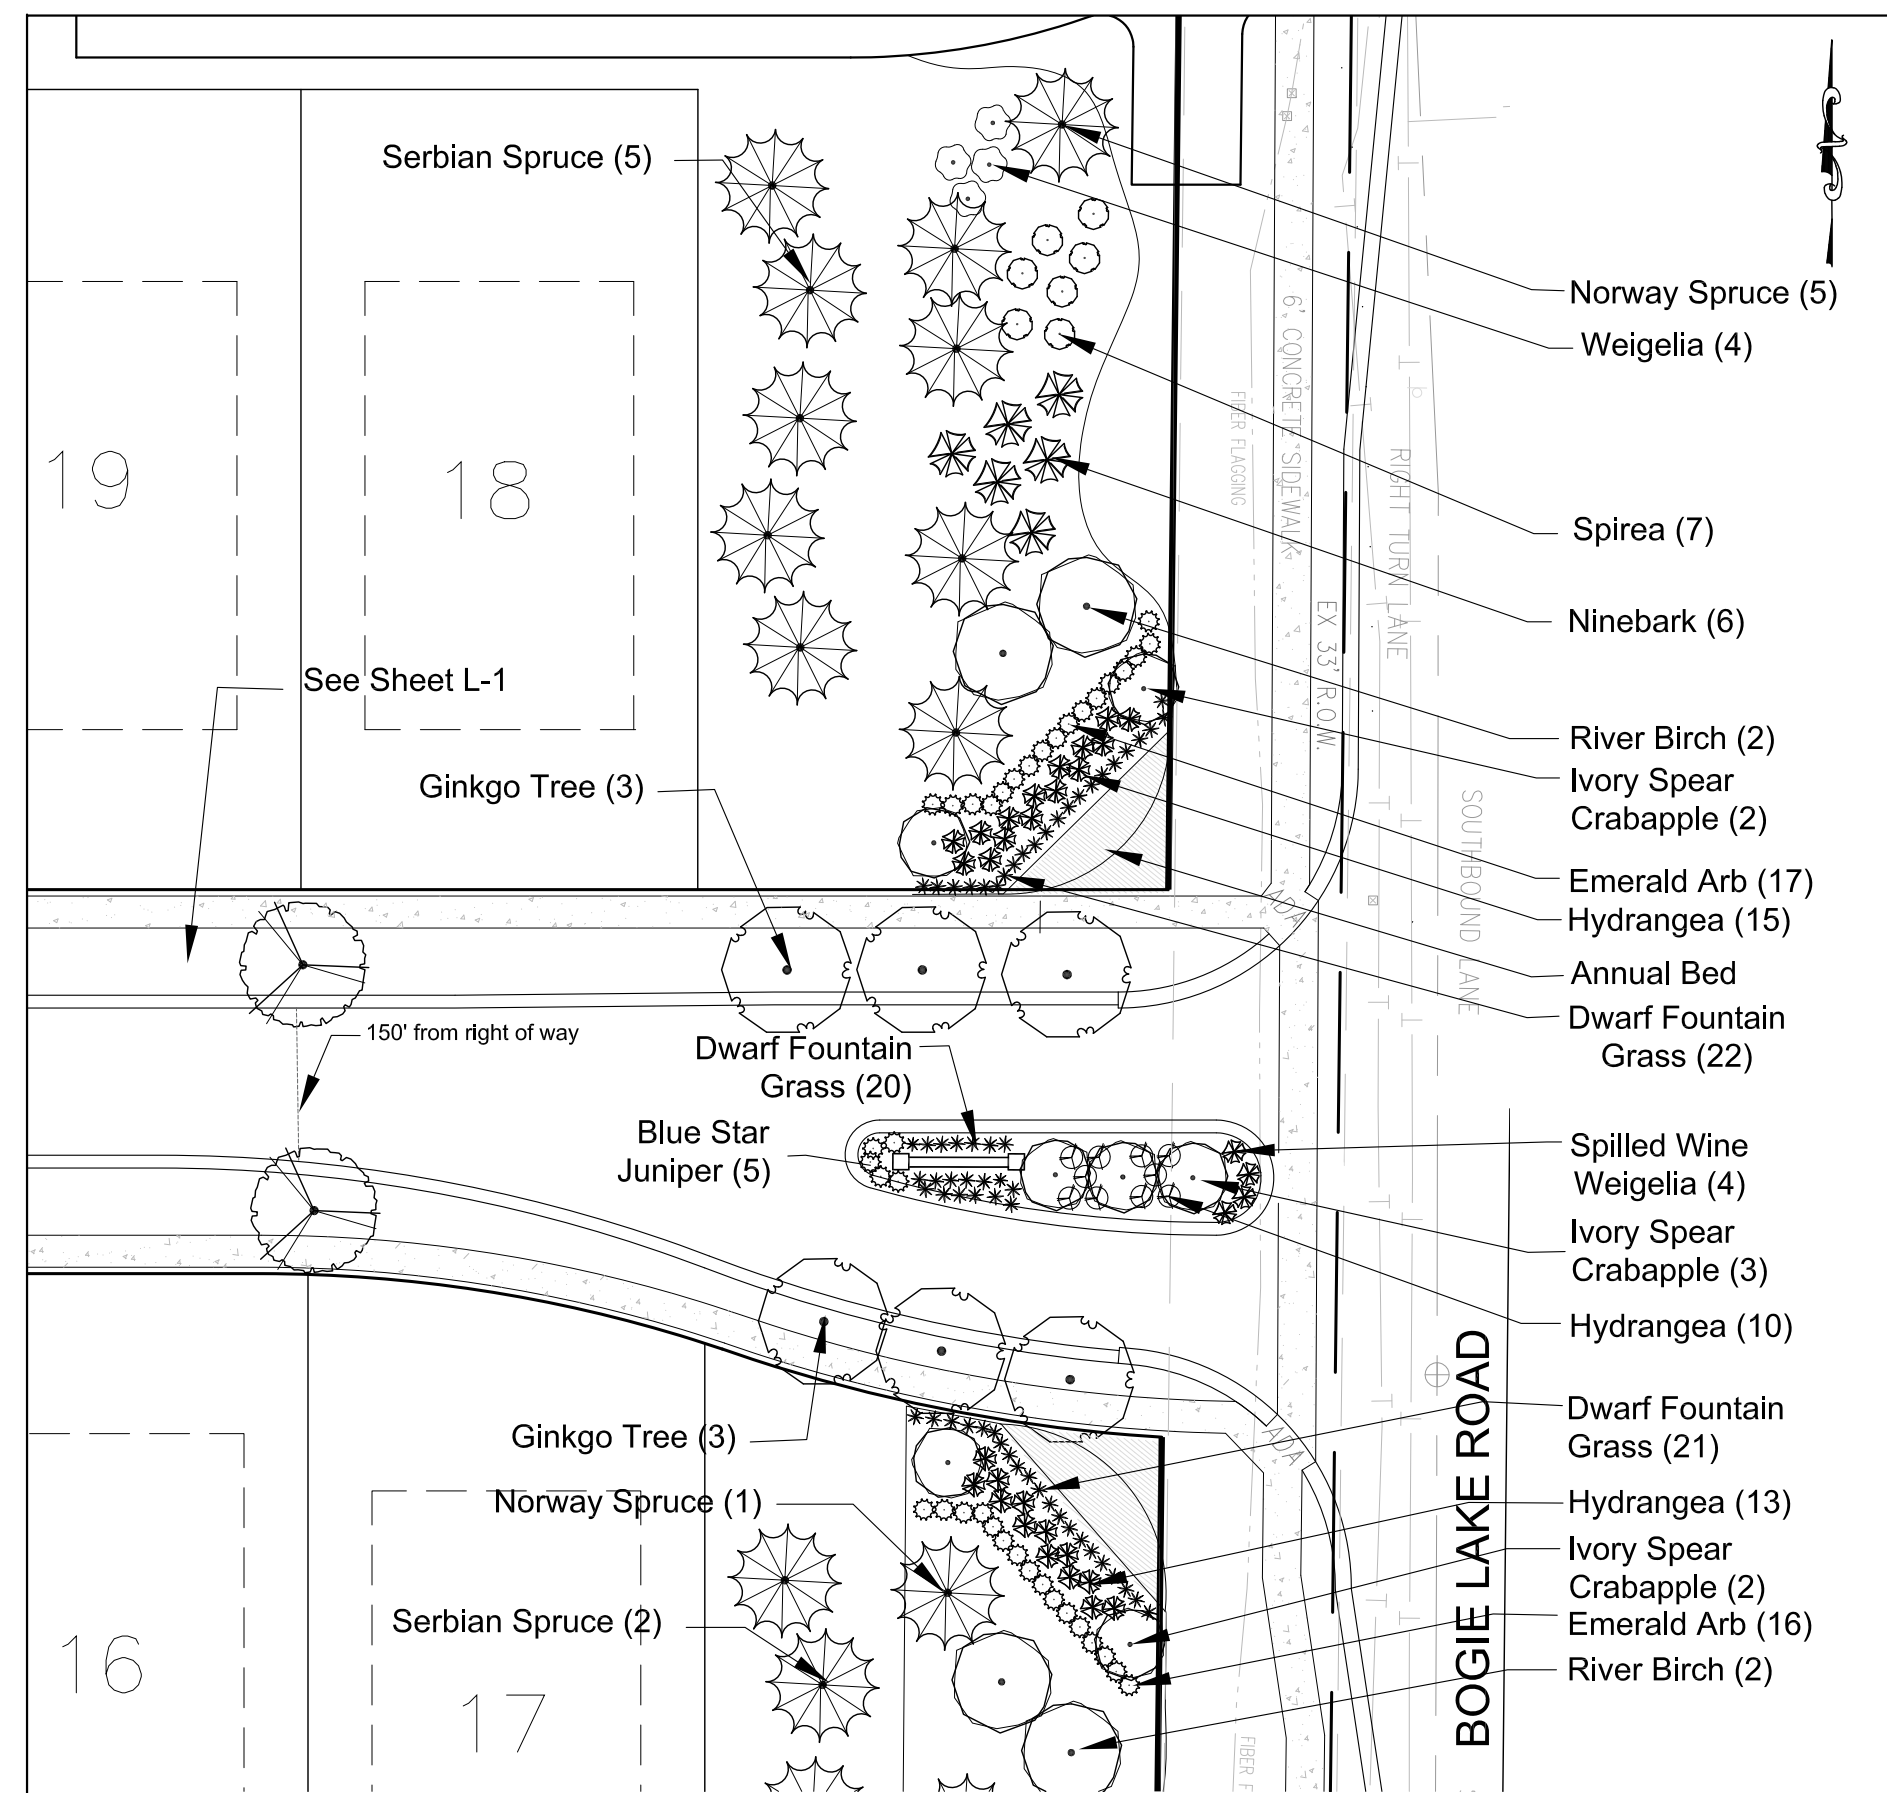 Serbian Spruce (5)
Norway Spruce (5)
Weigelia (4)
6' CONCRETE SIDEWALK
FIBER FLAGGING
RIGHT TURN LANE
19
18
Spirea (7)
Ninebark (6)
EX 33' R.O.W.
See Sheet L-1
River Birch (2)
Ivory Spear
Crabapple (2)
Ginkgo Tree (3)
SOUTHBOUND LANE
Emerald Arb (17)
Hydrangea (15)
ADA
Annual Bed
Dwarf Fountain
Grass (22)
150' from right of way
Dwarf Fountain
Grass (20)
Blue Star
Juniper (5)
Spilled Wine
Weigelia (4)
Ivory Spear
Crabapple (3)
Hydrangea (10)
BOGIE LAKE ROAD
Dwarf Fountain
Grass (21)
Ginkgo Tree (3)
ADA
Norway Spruce (1)
Hydrangea (13)
Ivory Spear
Crabapple (2)
Serbian Spruce (2)
Emerald Arb (16)
River Birch (2)
16
17
FIBER F